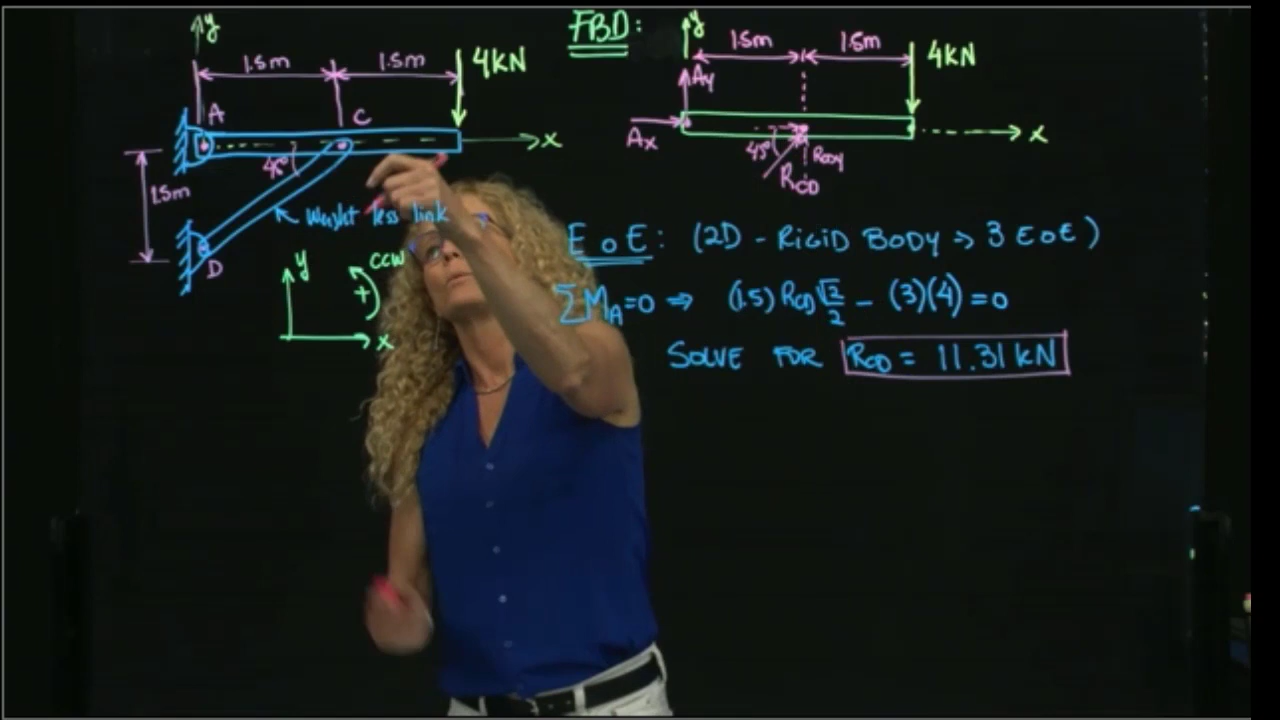 y
1.5m
1.5m
4KN
A
C
x
45°
1.5m
Weight less link
D
y
CCW
+
x
FBD:
y
1.5m
1.5m
4KN
Ay
Ax
x
45°
RCDy
RCD
E o E: (2D - RIGID BODY → 3 E o E)
∑MA=0 ⇒ (1.5) RCD √2/2 - (3)(4) = 0
SOLVE FOR RCD = 11.31 KN